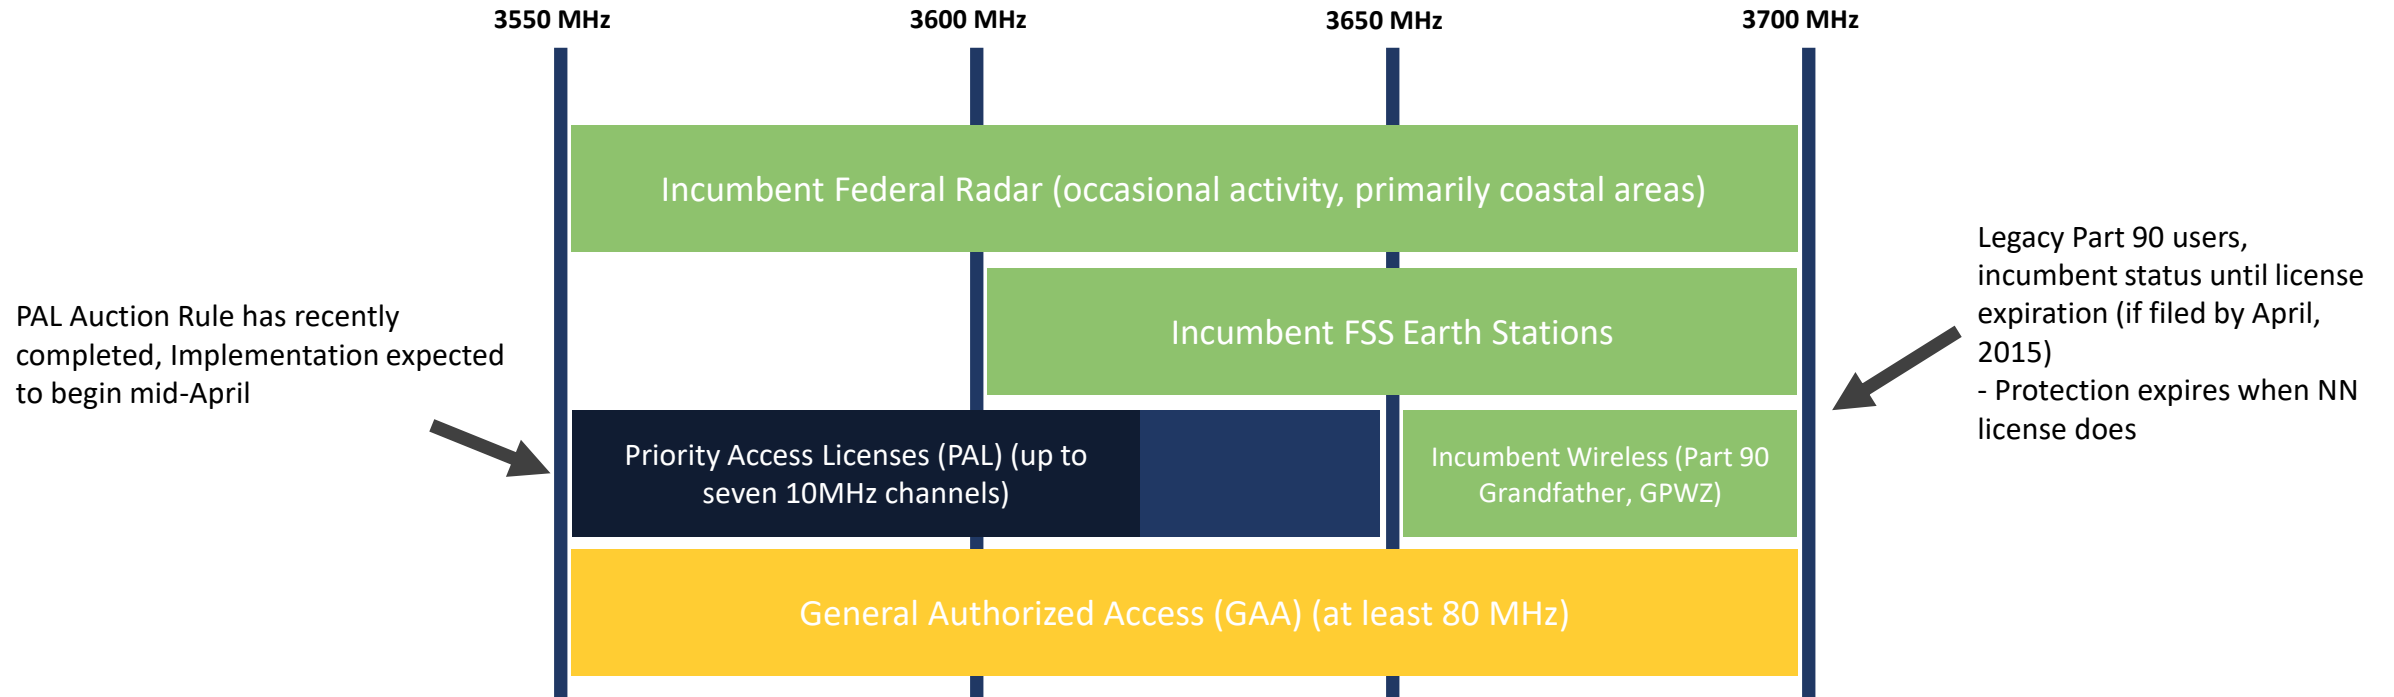 3550 MHz
3600 MHz
3650 MHz
3700 MHz
Incumbent Federal Radar (occasional activity, primarily coastal areas)
Legacy Part 90 users,
incumbent status until license
expiration (if filed by April,
2015)
- Protection expires when NN
license does
PAL Auction Rule has recently
completed, Implementation expected
to begin mid-April
Incumbent FSS Earth Stations
Priority Access Licenses (PAL) (up to
seven 10MHz channels)
Incumbent Wireless (Part 90
Grandfather, GPWZ)
General Authorized Access (GAA) (at least 80 MHz)